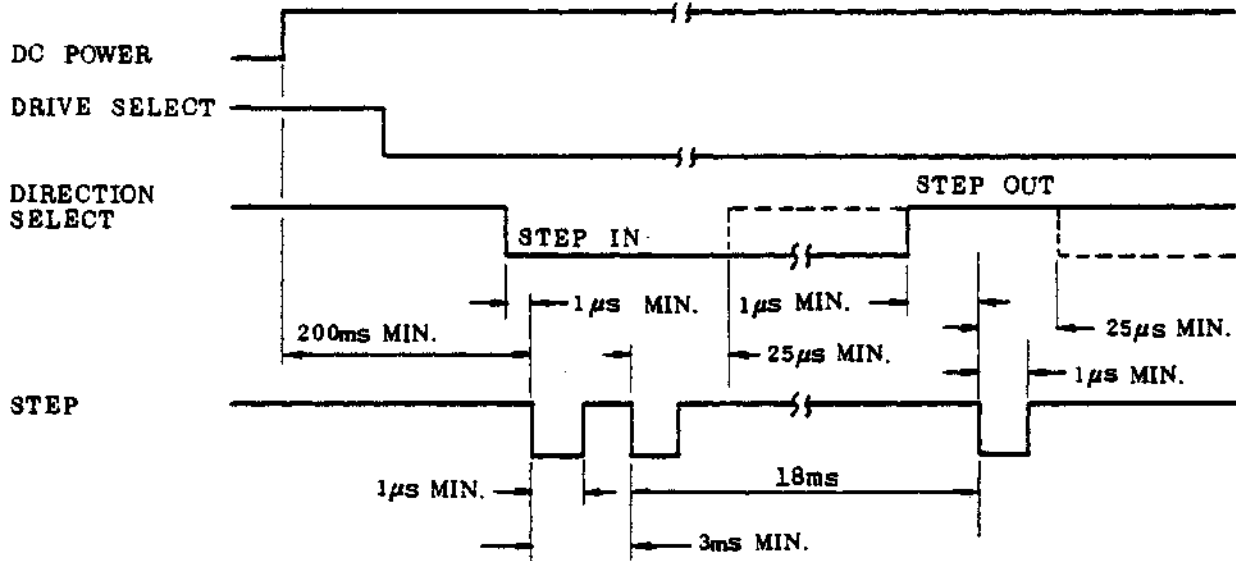 DC POWER
DRIVE SELECT
DIRECTION
SELECT
STEP OUT
STEP IN
1μs MIN.
1μs MIN.
200ms MIN.
25μs MIN.
25μs MIN.
1μs MIN.
STEP
1μs MIN.
18ms
3ms MIN.